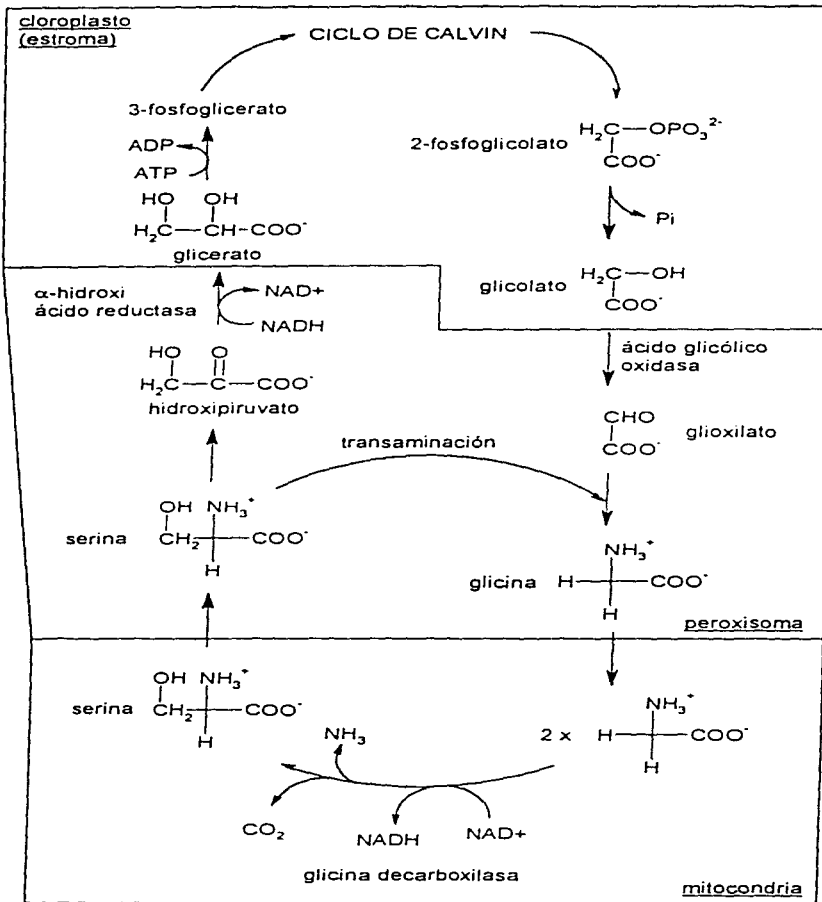 cloroplasto
(estroma)
CICLO DE CALVIN
3-fosfoglicerato
ADP
ATP
HO OH
H2C—CH-COO-
glicerato
2-fosfoglicolato
H2C—OPO3 2-
COO-
Pi
glicolato
H2C—OH
COO-
α-hidroxi
ácido reductasa
NAD+
NADH
HO O
H2C—C—COO-
hidroxipiruvato
ácido glicólico
oxidasa
CHO
COO-
glioxilato
transaminación
serina
OH NH3+
CH2 COO-
H
glicina
NH3+
H COO-
H
peroxisoma
serina
OH NH3+
CH2 COO-
H
2 x
NH3+
H COO-
H
NH3
CO2
NADH
NAD+
glicina decarboxilasa
mitocondria